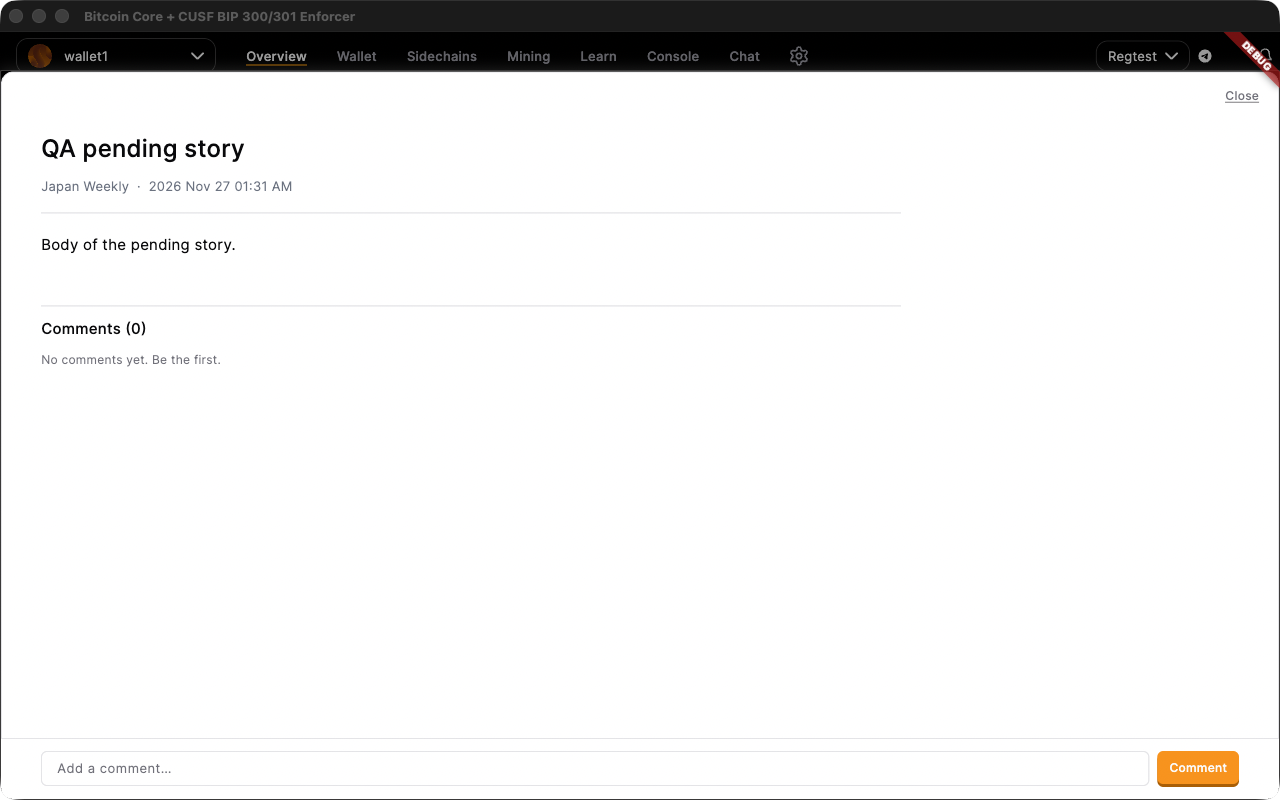 Bitcoin Core + CUSF BIP 300/301 Enforcer
wallet1 Overview Wallet Sidechains Mining Learn Console Chat Regtest DEBUG
Close
QA pending story
Japan Weekly · 2026 Nov 27 01:31 AM
Body of the pending story.
Comments (0)
No comments yet. Be the first.
Add a comment... Comment